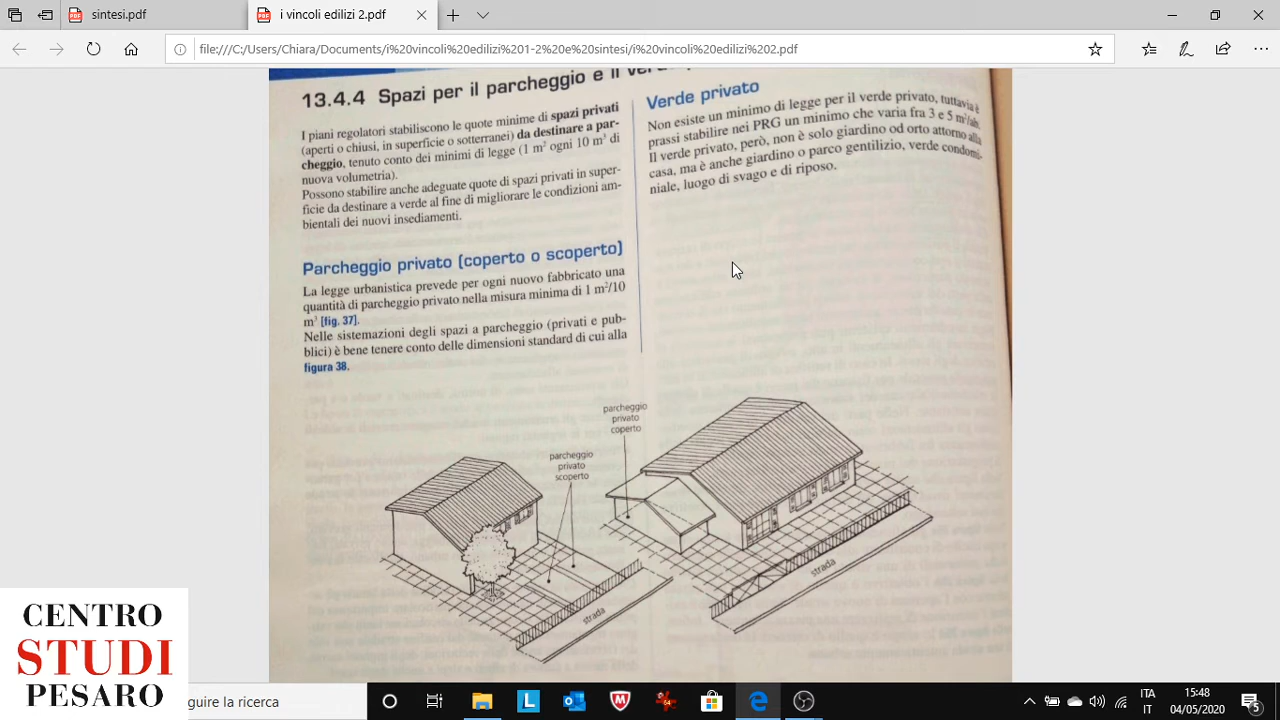 sintesi.pdf
i vincoli edilizi 2.pdf
file:///C:/Users/Chiara/Documents/i%20vincoli%20edilizi%201-2%20e%20sintesi/i%20vincoli%20edilizi%202.pdf
13.4.4 Spazi per il parcheggio e il
I piani regolatori stabiliscono le quote minime di spazi privati
(aperti o chiusi, in superficie o sotterranei) da destinare a par-
cheggio, tenuto conto dei minimi di legge (1 m² ogni 10 m³ di
nuova volumetria).
Possono stabilire anche adeguate quote di spazi privati in super-
ficie da destinare a verde al fine di migliorare le condizioni am-
bientali dei nuovi insediamenti.
Parcheggio privato (coperto o scoperto)
La legge urbanistica prevede per ogni nuovo fabbricato una
quantità di parcheggio privato nella misura minima di 1 m²/10
m³ [fig. 37].
Nelle sistemazioni degli spazi a parcheggio (privati e pub-
blici) è bene tenere conto delle dimensioni standard di cui alla
figura 38.
Verde privato
Non esiste un minimo di legge per il verde privato, tuttavia è
prassi stabilire nei PRG un minimo che varia fra 3 e 5 m²/ab.
Il verde privato, però, non è solo giardino od orto attorno alla
casa, ma è anche giardino o parco gentilizio, verde condomi-
niale, luogo di svago e di riposo.
parcheggio
privato
coperto
parcheggio
privato
scoperto
strada
strada
CENTRO
STUDI
PESARO
guire la ricerca
L
64
ITA
IT
13:48
04/05/2020
5